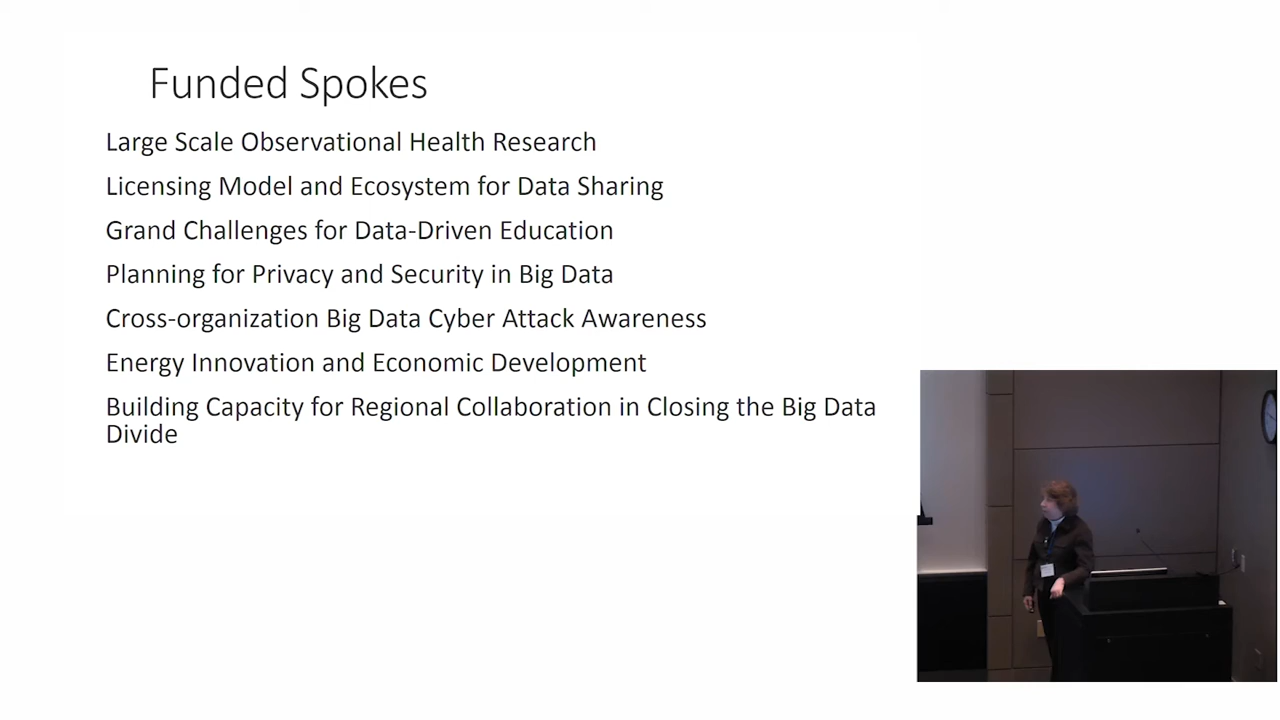 Funded Spokes
Large Scale Observational Health Research
Licensing Model and Ecosystem for Data Sharing
Grand Challenges for Data-Driven Education
Planning for Privacy and Security in Big Data
Cross-organization Big Data Cyber Attack Awareness
Energy Innovation and Economic Development
Building Capacity for Regional Collaboration in Closing the Big Data
Divide